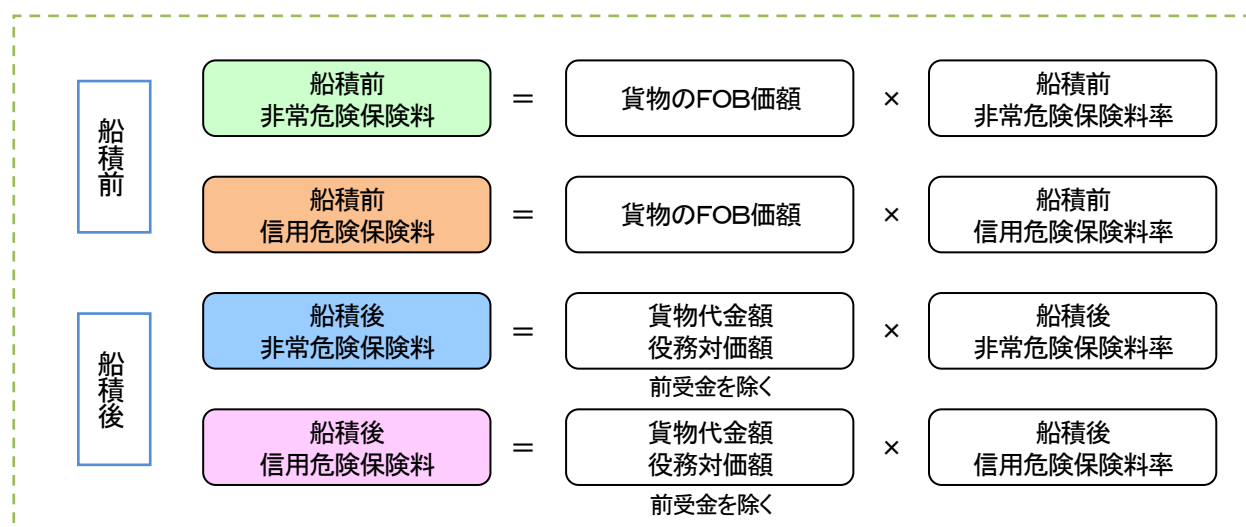 船積前
船積前
非常危険保険料
＝
貨物のFOB価額
×
船積前
非常危険保険料率
船積前
信用危険保険料
＝
貨物のFOB価額
×
船積前
信用危険保険料率
船積後
船積後
非常危険保険料
＝
貨物代金額
役務対価額
×
船積後
非常危険保険料率
前受金を除く
船積後
信用危険保険料
＝
貨物代金額
役務対価額
×
船積後
信用危険保険料率
前受金を除く